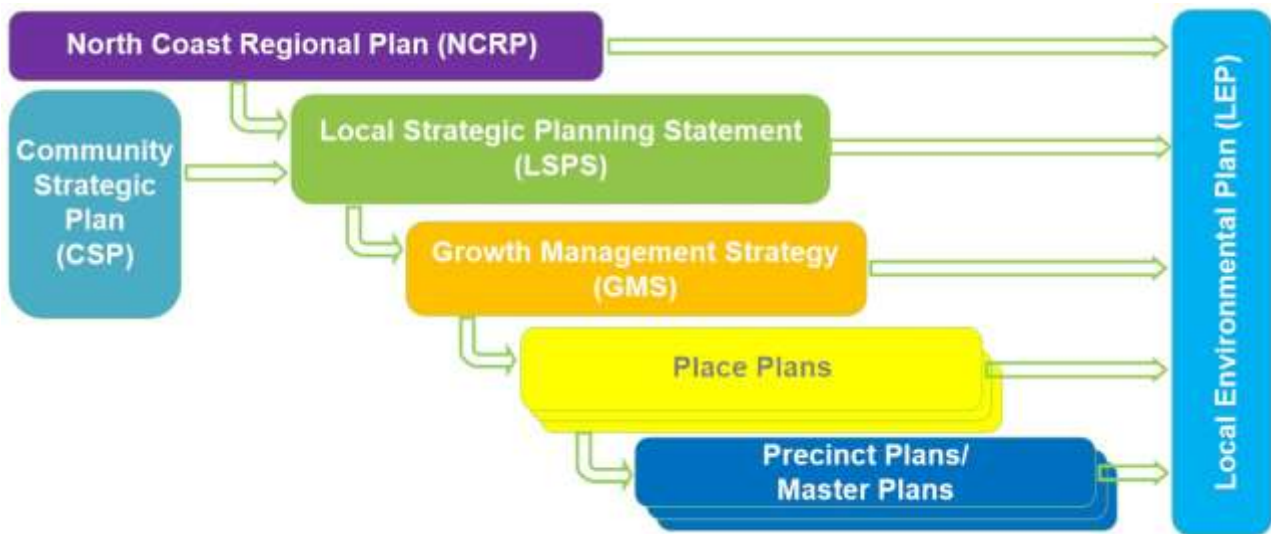 North Coast Regional Plan (NCRP)
Community
Strategic
Plan
(CSP)
Local Strategic Planning Statement
(LSPS)
Growth Management Strategy
(GMS)
Place Plans
Precinct Plans/
Master Plans
Local Environmental Plan (LEP)